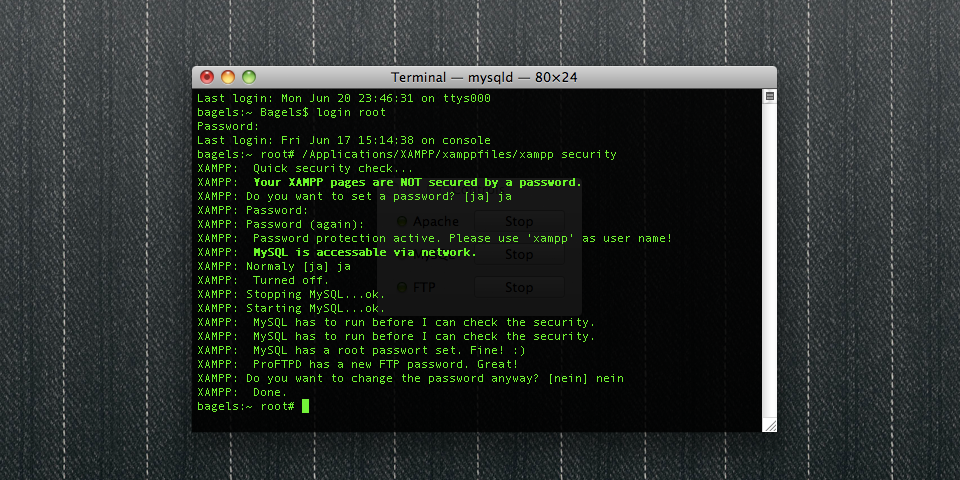 Terminal — mysqld — 80×24
Last login: Mon Jun 20 23:46:31 on ttys000
bagels:~ Bagels$ login root
Password:
Last login: Fri Jun 17 15:14:38 on console
bagels:~ root# /Applications/XAMPP/xamppfiles/xampp security
XAMPP:  Quick security check...
XAMPP:  Your XAMPP pages are NOT secured by a password.
XAMPP: Do you want to set a password? [ja] ja
XAMPP: Password:
Apache Stop
XAMPP: Password (again):
XAMPP:  Password protection active. Please use 'xampp' as user name!
XAMPP:  MySQL is accessable via network.
Stop
XAMPP: Normaly [ja] ja
XAMPP:  Turned off.
FTP Stop
XAMPP: Stopping MySQL...ok.
XAMPP: Starting MySQL...ok.
XAMPP:  MySQL has to run before I can check the security.
XAMPP:  MySQL has to run before I can check the security.
XAMPP:  MySQL has a root passwort set. Fine! :)
XAMPP:  ProFTPD has a new FTP password. Great!
XAMPP: Do you want to change the password anyway? [nein] nein
XAMPP:  Done.
bagels:~ root#